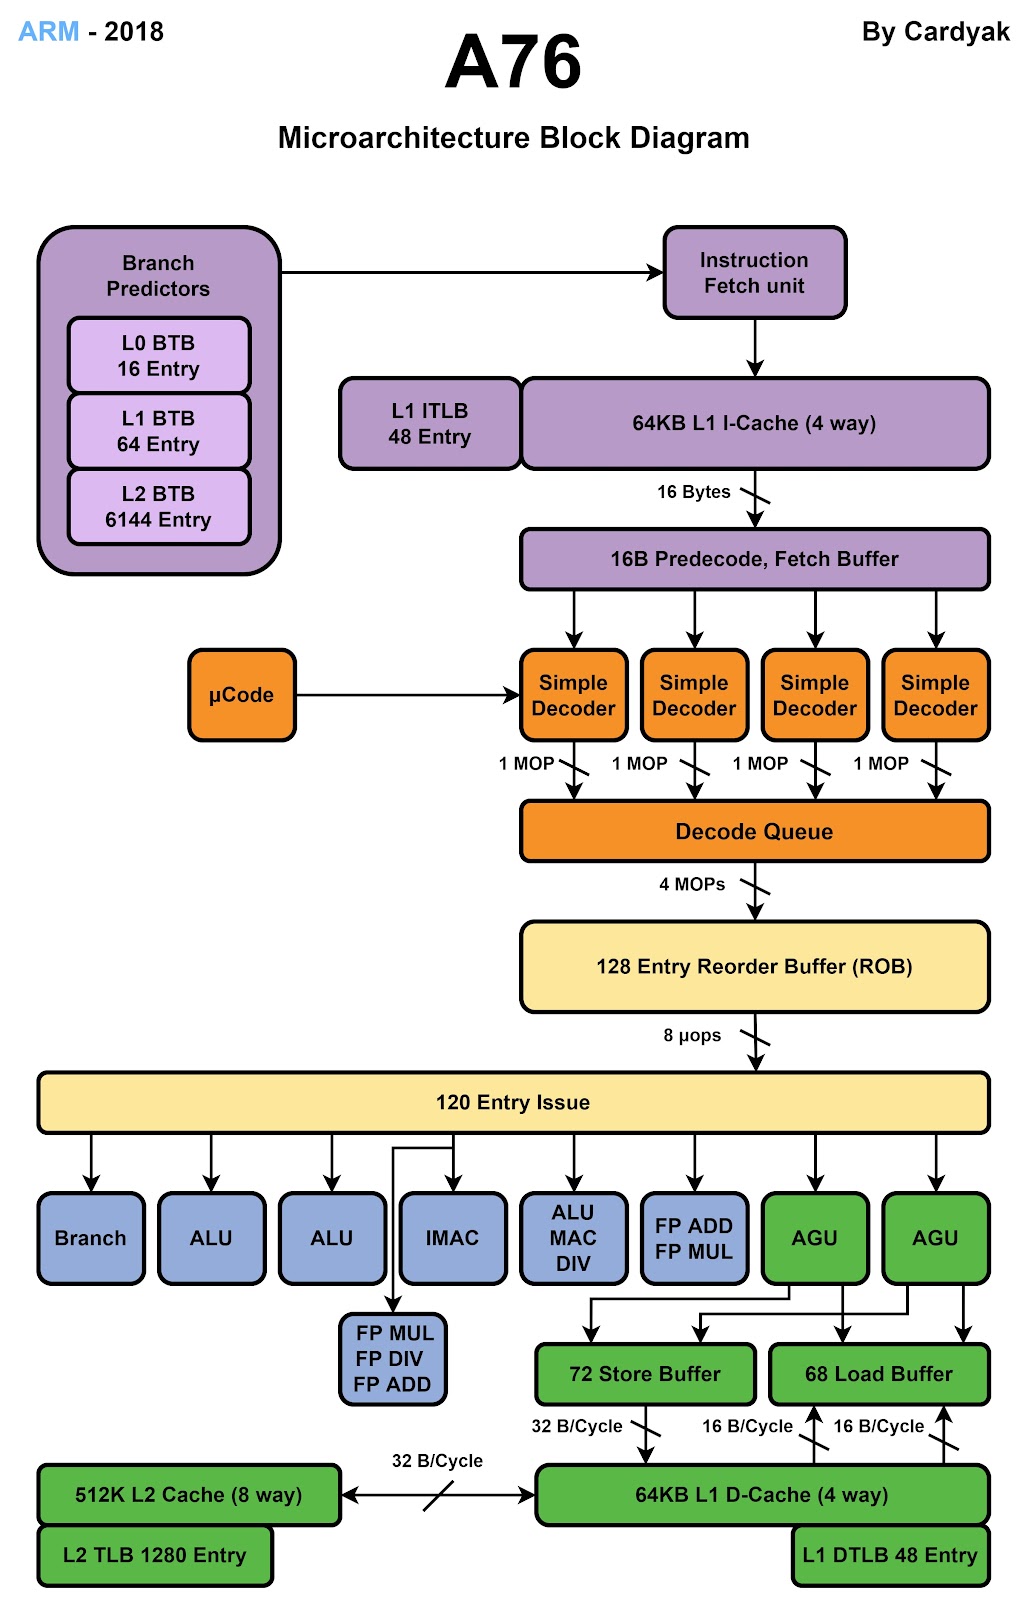 ARM - 2018
By Cardyak
A76
Microarchitecture Block Diagram
Branch
Predictors
L0 BTB
16 Entry
L1 BTB
64 Entry
L2 BTB
6144 Entry
Instruction
Fetch unit
L1 ITLB
48 Entry
64KB L1 I-Cache (4 way)
16 Bytes
16B Predecode, Fetch Buffer
µCode
Simple
Decoder
Simple
Decoder
Simple
Decoder
Simple
Decoder
1 MOP
1 MOP
1 MOP
1 MOP
Decode Queue
4 MOPs
128 Entry Reorder Buffer (ROB)
8 µops
120 Entry Issue
Branch
ALU
ALU
IMAC
ALU
MAC
DIV
FP ADD
FP MUL
AGU
AGU
FP MUL
FP DIV
FP ADD
72 Store Buffer
68 Load Buffer
32 B/Cycle
16 B/Cycle
16 B/Cycle
32 B/Cycle
512K L2 Cache (8 way)
64KB L1 D-Cache (4 way)
L2 TLB 1280 Entry
L1 DTLB 48 Entry